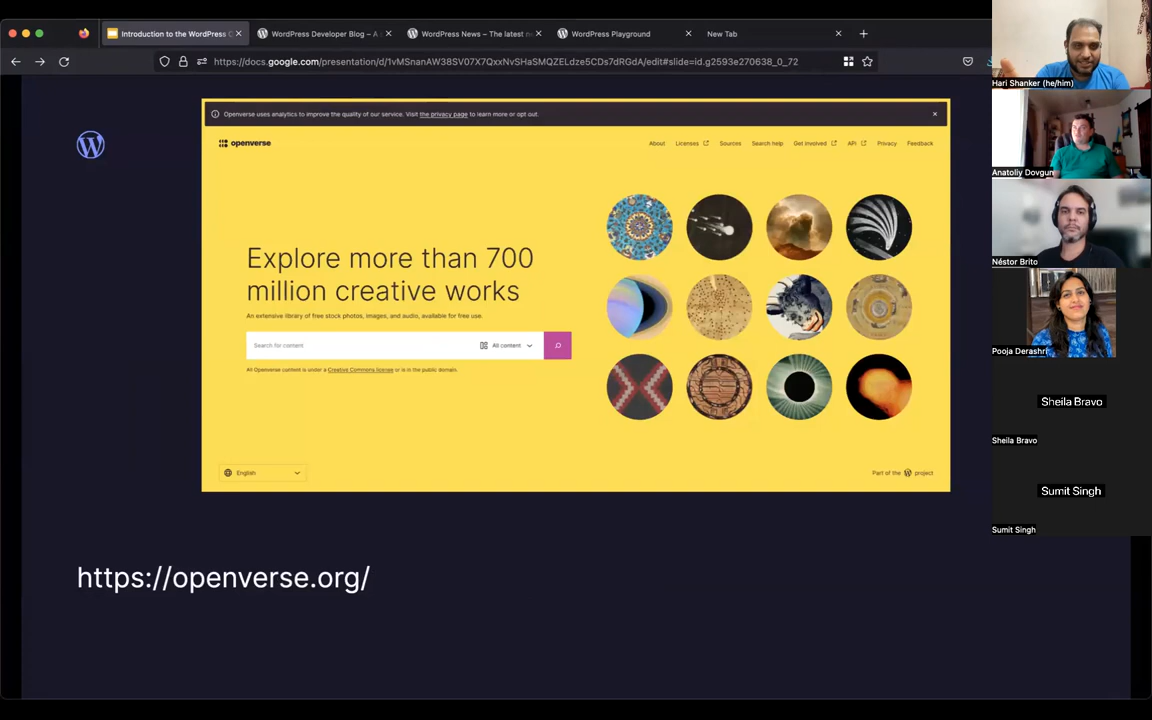 Introduction to the WordPress
WordPress Developer Blog – A
WordPress News – The latest n
WordPress Playground
New Tab
https://docs.google.com/presentation/d/1vMSnanAW38SV07X7QxxNvSHaSMQZELdze5CDs7dRGdA/edit#slide=id.g2593e270638_0_72
Openverse uses analytics to improve the quality of our service. Visit the privacy page to learn more or opt out.
openverse
About Licenses Sources Search help Get involved API Privacy Feedback
Explore more than 700
million creative works
An extensive library of free stock photos, images, and audio, available for free use.
Search for content
All content
All Openverse content is under a Creative Commons license or is in the public domain.
English
Part of the project
https://openverse.org/
Hari Shanker (he/him)
Anatoliy Dovgun
Néstor Brito
Pooja Derashri
Sheila Bravo
Sheila Bravo
Sumit Singh
Sumit Singh